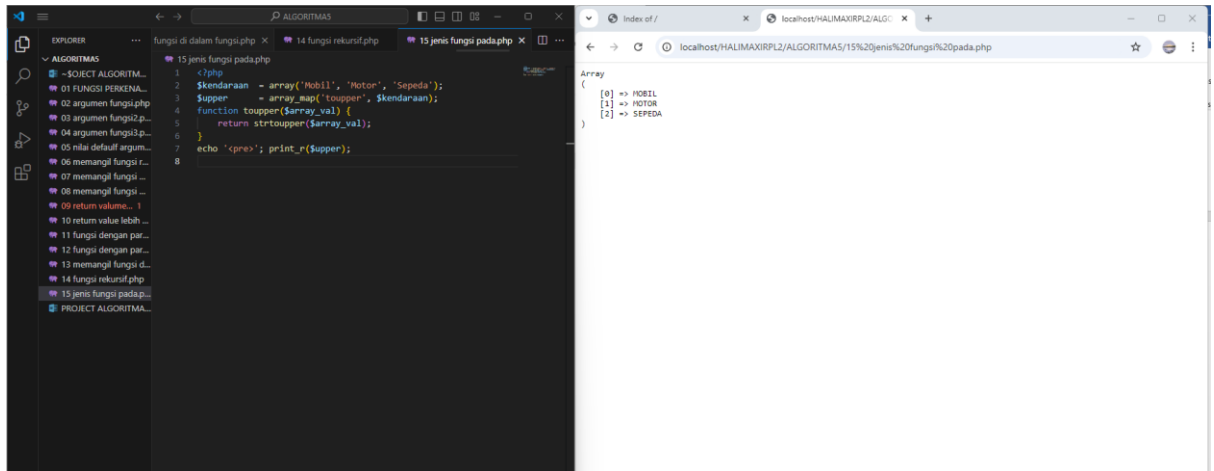 ALGORITMA5
EXPLORER
ALGORITMA5
~$OJECT ALGORITM...
01 FUNGSI PERKENA...
02 argumen fungsi.php
03 argumen fungsi2.p...
04 argumen fungsi3.p...
05 nilai defaulf argum...
06 memangil fungsi r...
07 memangil fungsi ...
08 memangil fungsi ...
09 return valume... 1
10 return value lebih ...
11 fungsi dengan par...
12 fungsi dengan par...
13 memangil fungsi d...
14 fungsi rekursif.php
15 jenis fungsi pada.p...
PROJECT ALGORITMA...
fungsi di dalam fungsi.php
14 fungsi rekursif.php
15 jenis fungsi pada.php
15 jenis fungsi pada.php
1 <?php
2 $kendaraan = array('Mobil', 'Motor', 'Sepeda');
3 $upper = array_map('toupper', $kendaraan);
4 function toupper($array_val) {
5 return strtoupper($array_val);
6 }
7 echo '<pre>'; print_r($upper);
8
Index of /
localhost/HALIMAXIRPL2/ALGO
localhost/HALIMAXIRPL2/ALGORITMA5/15%20jenis%20fungsi%20pada.php
Array
(
[0] => MOBIL
[1] => MOTOR
[2] => SEPEDA
)